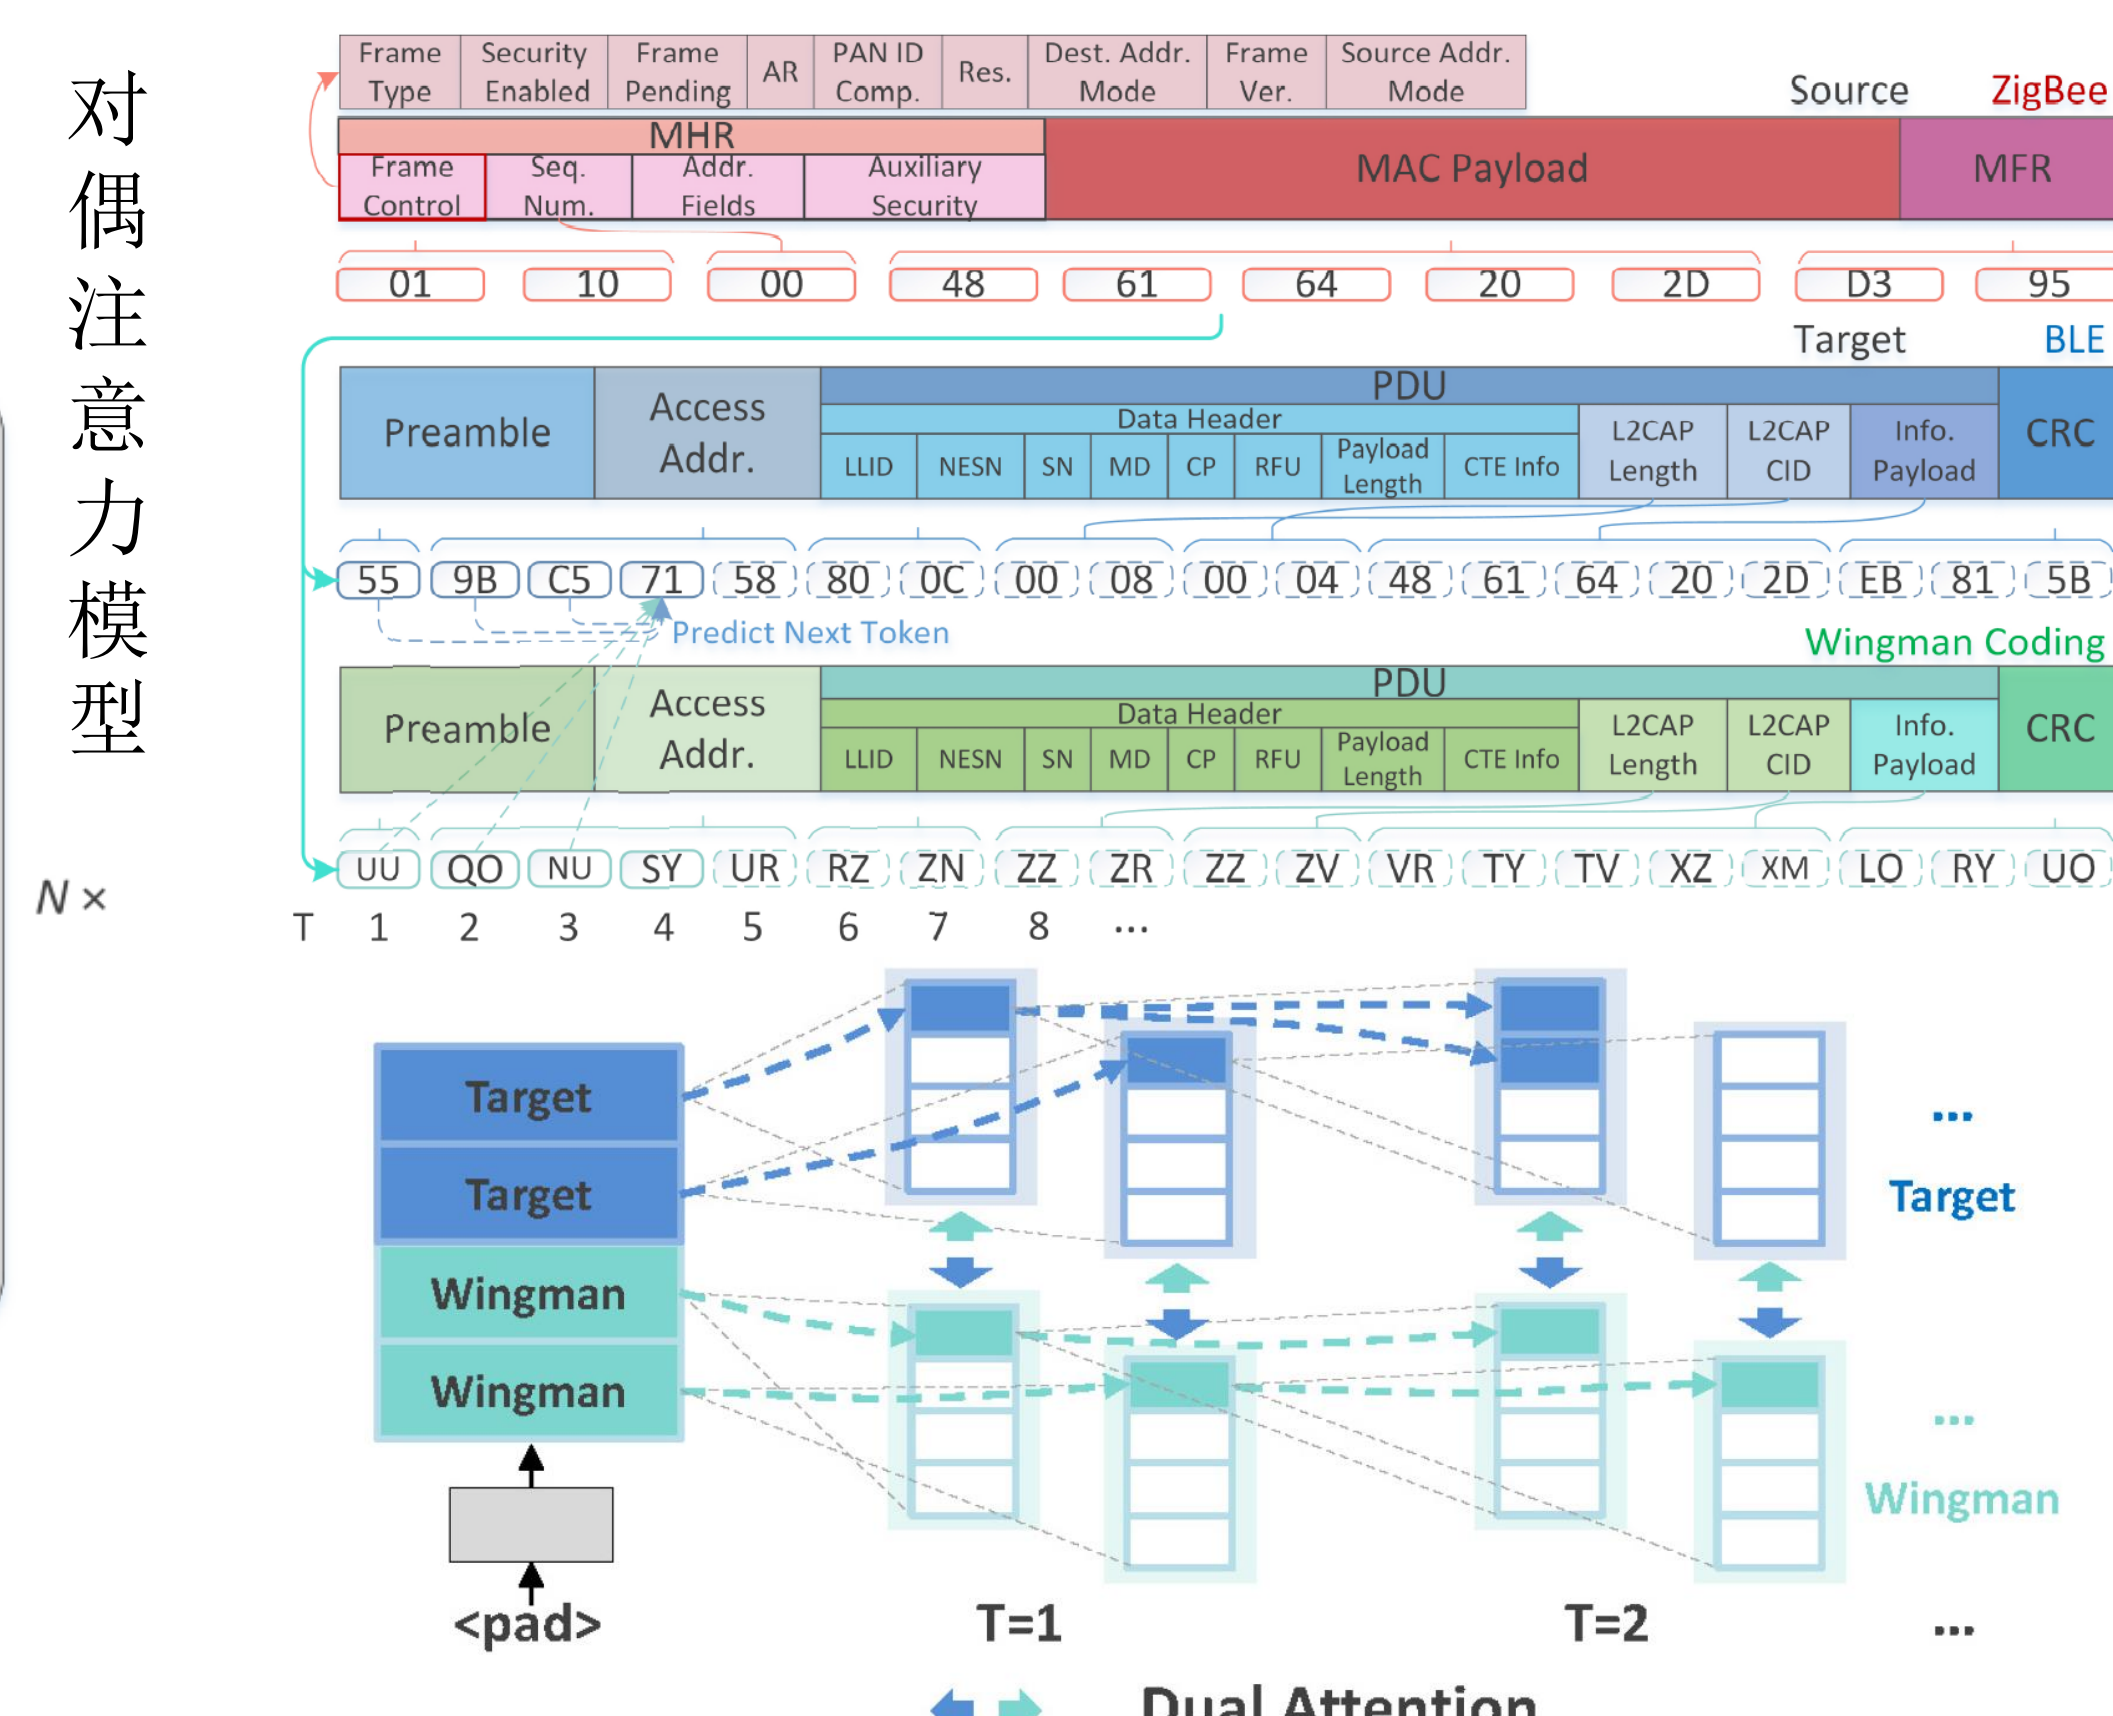 对偶注意力模型
N ×
Frame Type
Security Enabled
Frame Pending
AR
PAN ID Comp.
Res.
Dest. Addr. Mode
Frame Ver.
Source Addr. Mode
Source ZigBee
MHR
Frame Control
Seq. Num.
Addr. Fields
Auxiliary Security
MAC Payload
MFR
01 10 00 48 61 64 20 2D D3 95
Target BLE
Preamble
Access Addr.
PDU
Data Header
LLID NESN SN MD CP RFU
Payload Length
CTE Info
L2CAP Length
L2CAP CID
Info. Payload
CRC
55 9B C5 71 58 80 0C 00 08 00 04 48 61 64 20 2D EB 81 5B
Predict Next Token
Wingman Coding
Preamble
Access Addr.
PDU
Data Header
LLID NESN SN MD CP RFU
Payload Length
CTE Info
L2CAP Length
L2CAP CID
Info. Payload
CRC
UU QO NU SY UR RZ ZN ZZ ZR ZZ ZV VR TY TV XZ XM LO RY UO
T 1 2 3 4 5 6 7 8 ...
Target
Target
Wingman
Wingman
<pad>
...
Target
...
Wingman
T=1 T=2 ...
Dual Attention